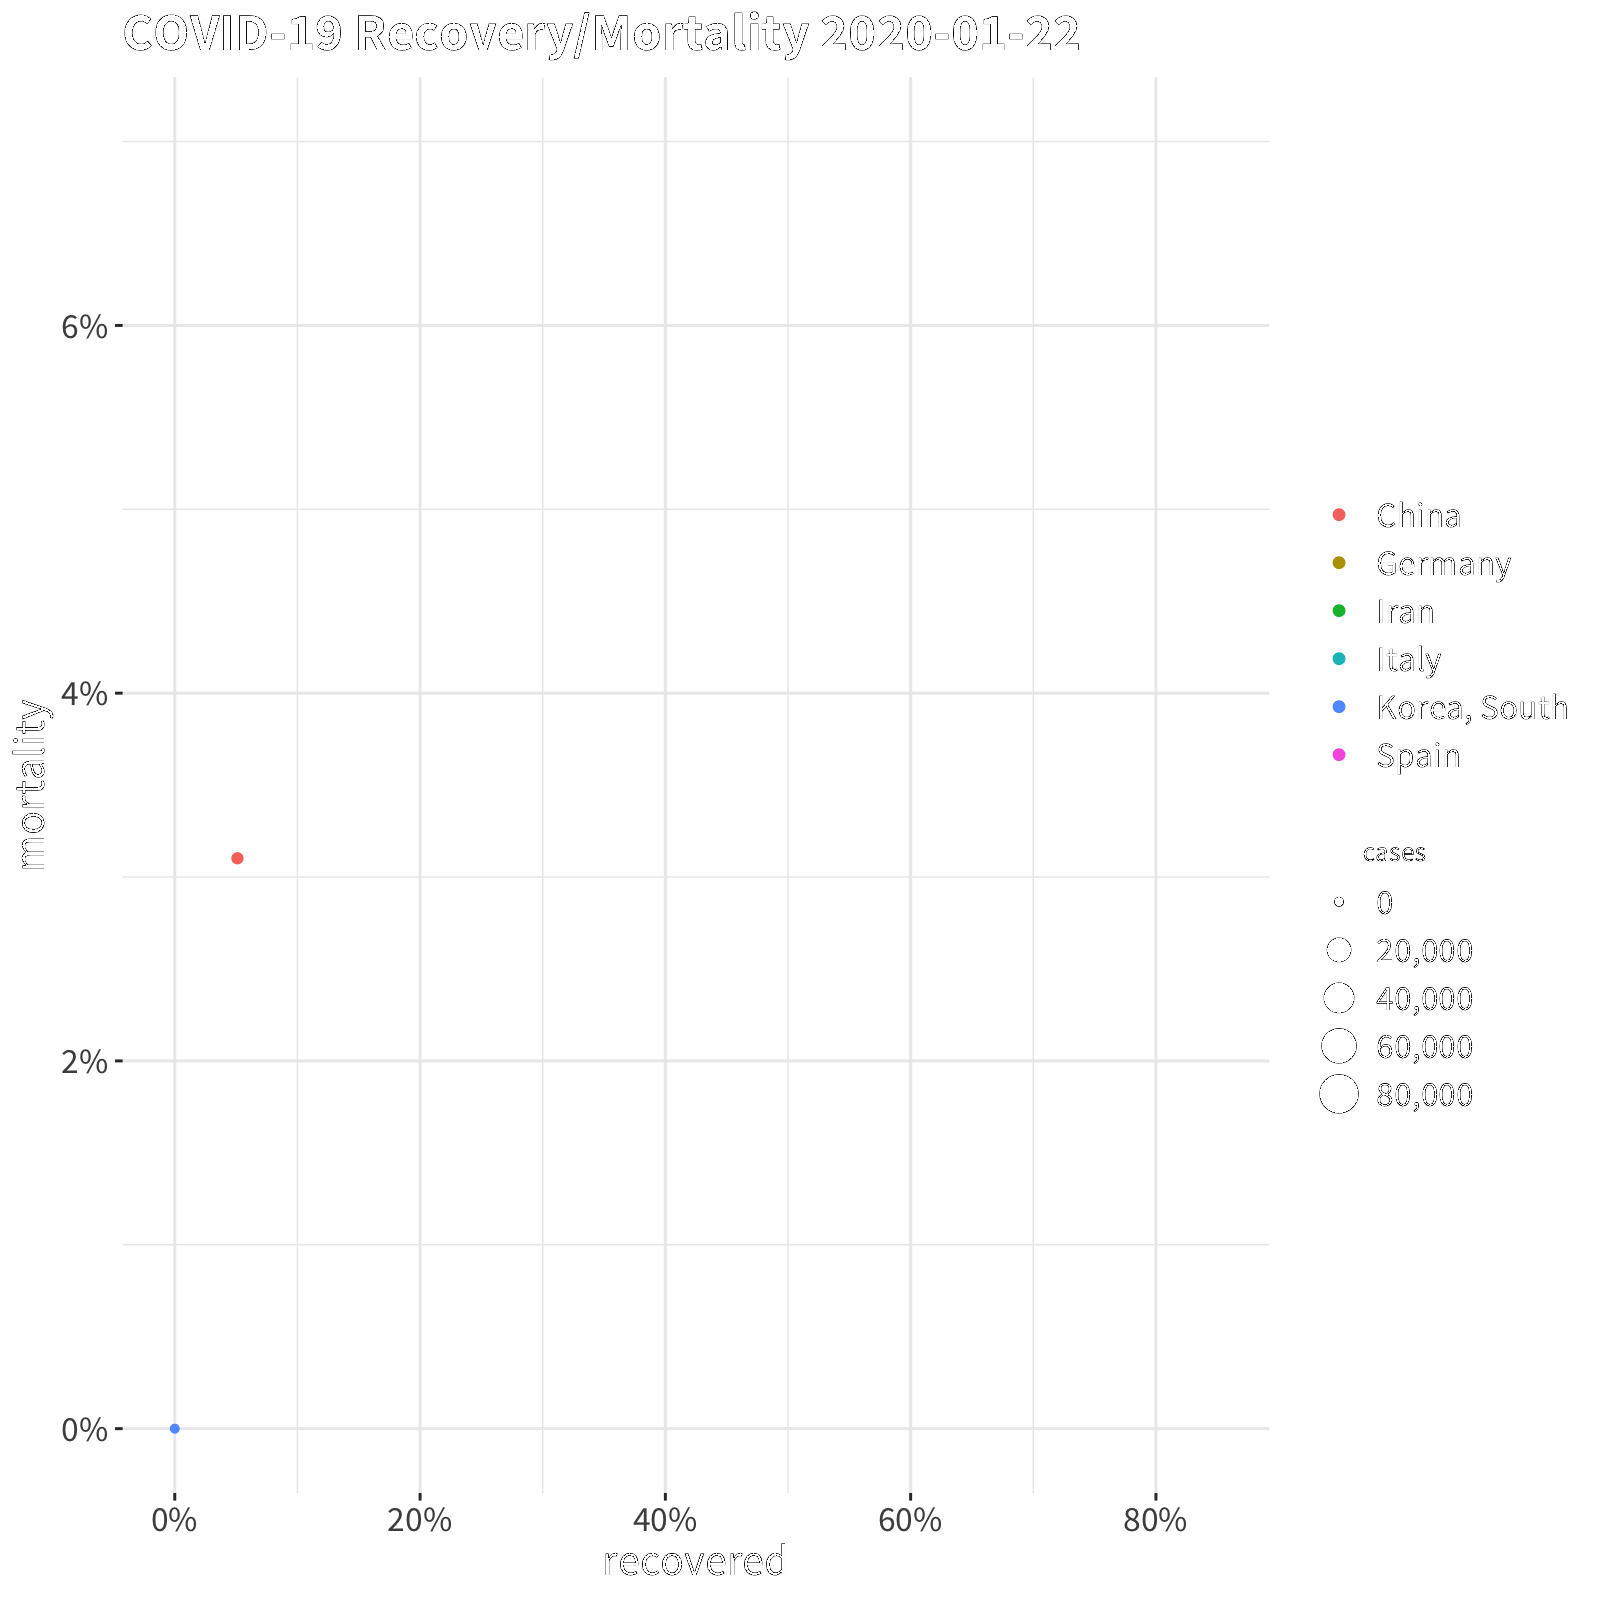 COVID-19 Recovery/Mortality 2020-01-22
6%
4%
2%
0%
mortality
0% 20% 40% 60% 80%
recovered
China
Germany
Iran
Italy
Korea, South
Spain
cases
0
20,000
40,000
60,000
80,000